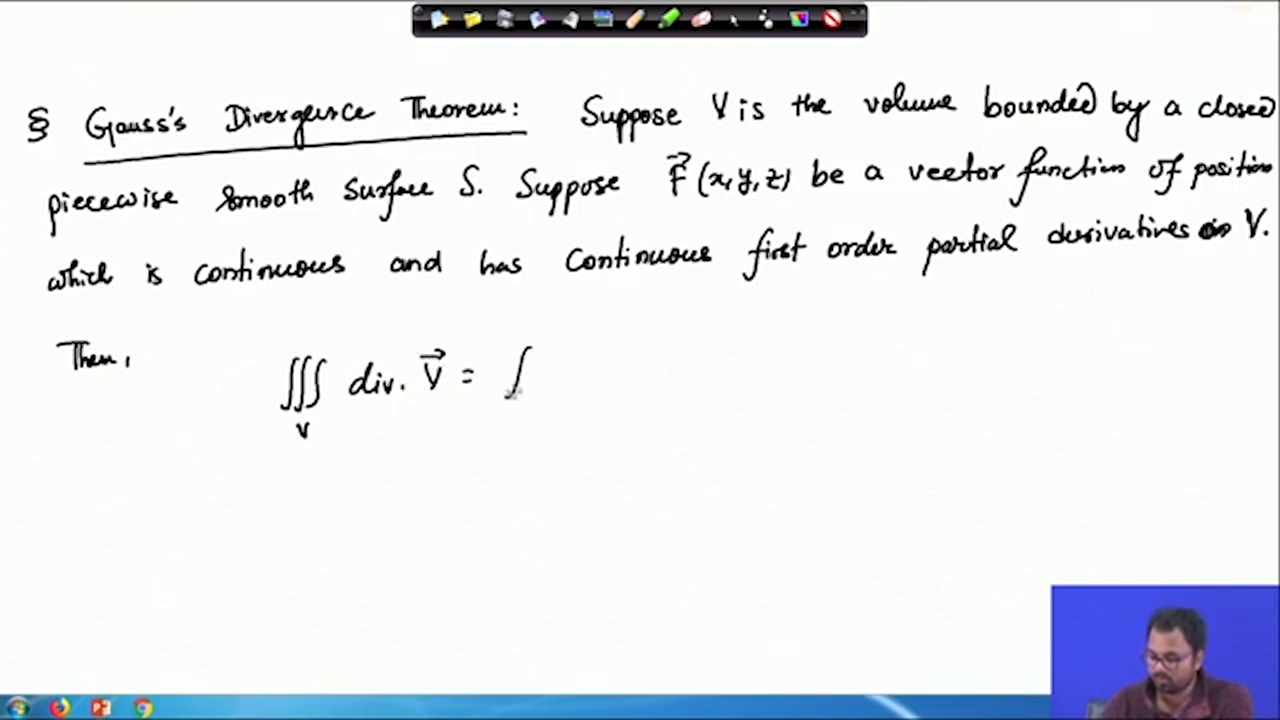 § Gauss's Divergence Theorem: Suppose V is the volume bounded by a closed
piecewise smooth surface S. Suppose F⃗ (x, y, z) be a vector function of position
which is continuous and has continuous first order partial derivatives in V.
Then,
∭ div. V⃗ = ∫
V